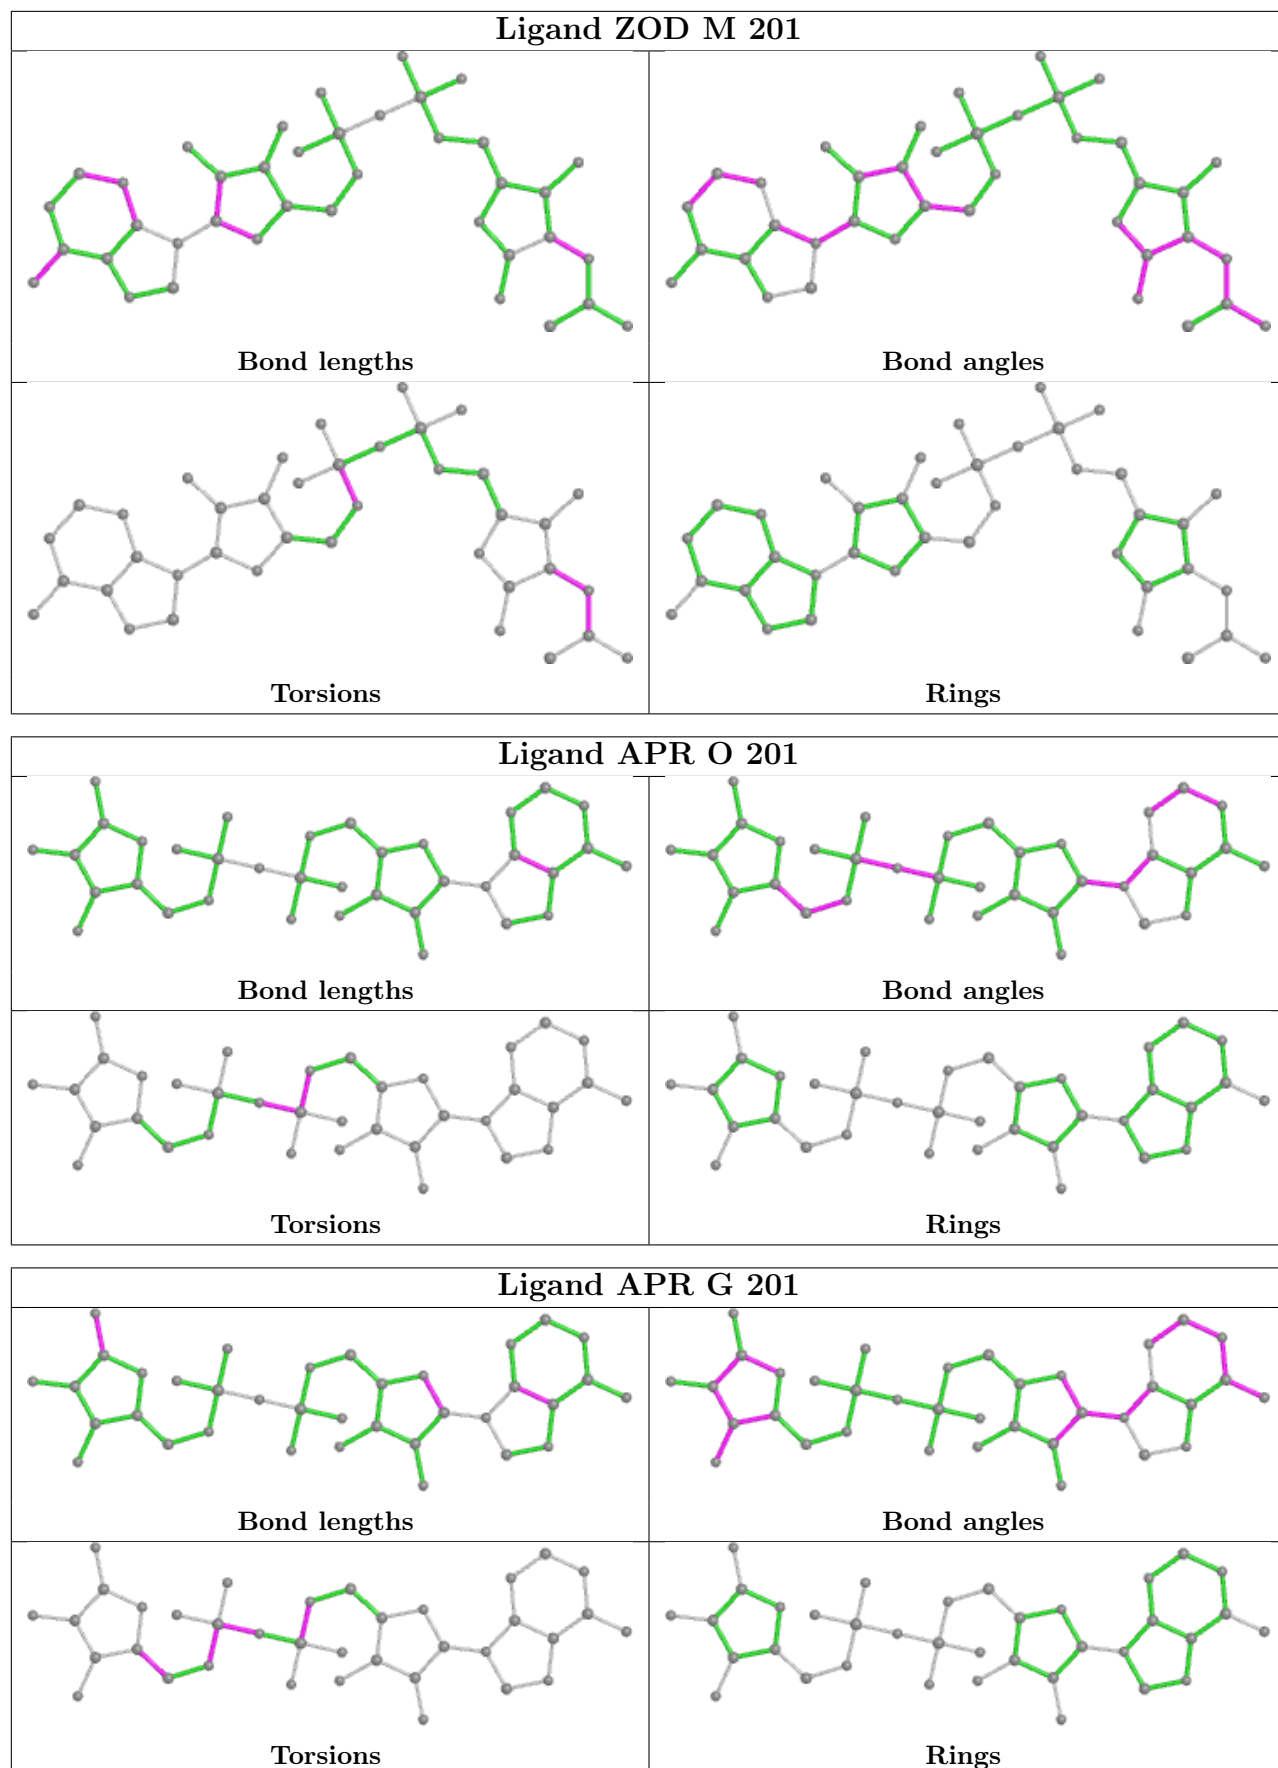 Ligand ZOD M 201
Bond lengths
Bond angles
Torsions
Rings
Ligand APR O 201
Bond lengths
Bond angles
Torsions
Rings
Ligand APR G 201
Bond lengths
Bond angles
Torsions
Rings